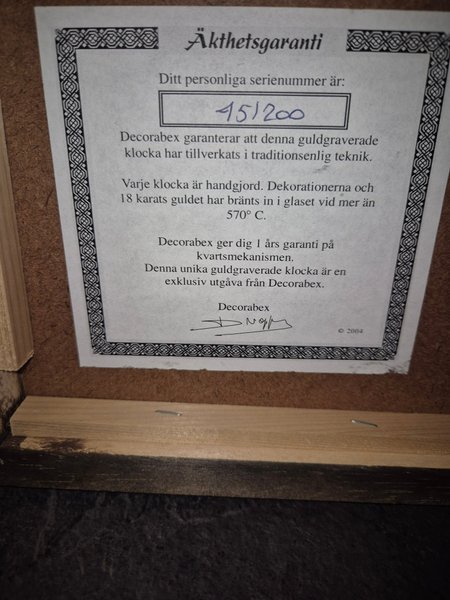 Äkthetsgaranti
Ditt personliga serienummer är:
451200
Decorabex garanterar att denna guldgraverade
klocka har tillverkats i traditionsenlig teknik.
Varje klocka är handgjord. Dekorationerna och
18 karats guldet har bränts in i glaset vid mer än
570° C.
Decorabex ger dig 1 års garanti på
kvartsmekanismen.
Denna unika guldgraverade klocka är en
exklusiv utgåva från Decorabex.
Decorabex
© 2004